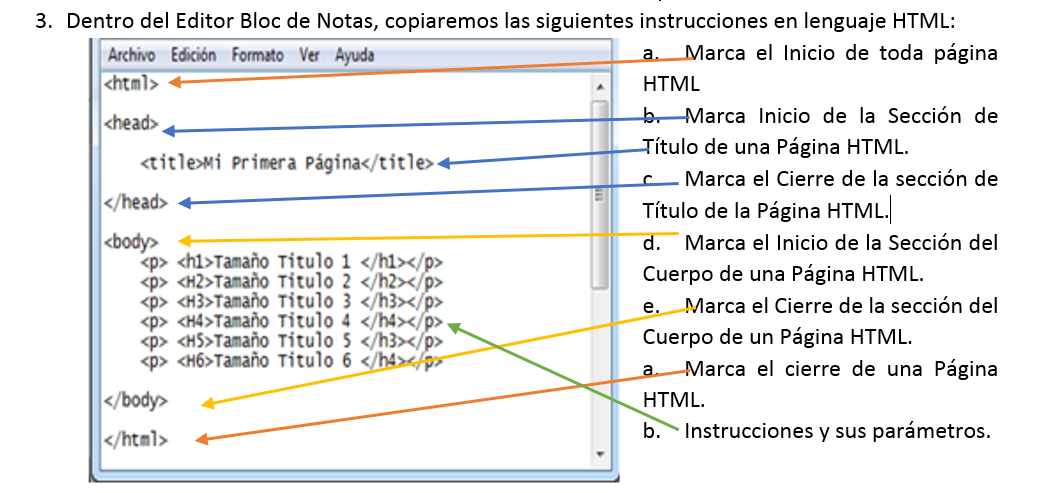 3. Dentro del Editor Bloc de Notas, copiaremos las siguientes instrucciones en lenguaje HTML:
Archivo Edición Formato Ver Ayuda
<html>
<head>
<title>Mi Primera Página</title>
</head>
<body>
<p> <h1>Tamaño Titulo 1 </h1></p>
<p> <H2>Tamaño Titulo 2 </h2></p>
<p> <H3>Tamaño Titulo 3 </h3></p>
<p> <H4>Tamaño Titulo 4 </h4></p>
<p> <H5>Tamaño Titulo 5 </h3></p>
<p> <H6>Tamaño Titulo 6 </h4></p>
</body>
</html>
a. Marca el Inicio de toda página
HTML
b. Marca Inicio de la Sección de
Título de una Página HTML.
c. Marca el Cierre de la sección de
Título de la Página HTML.
d. Marca el Inicio de la Sección del
Cuerpo de una Página HTML.
e. Marca el Cierre de la sección del
Cuerpo de un Página HTML.
a. Marca el cierre de una Página
HTML.
b. Instrucciones y sus parámetros.